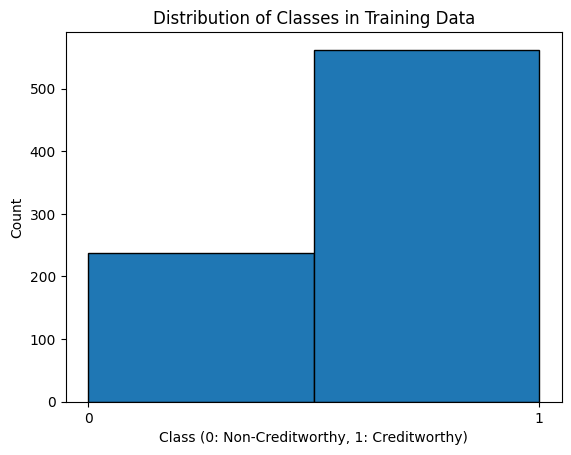 Distribution of Classes in Training Data
Count
500
400
300
200
100
0
0 1
Class (0: Non-Creditworthy, 1: Creditworthy)